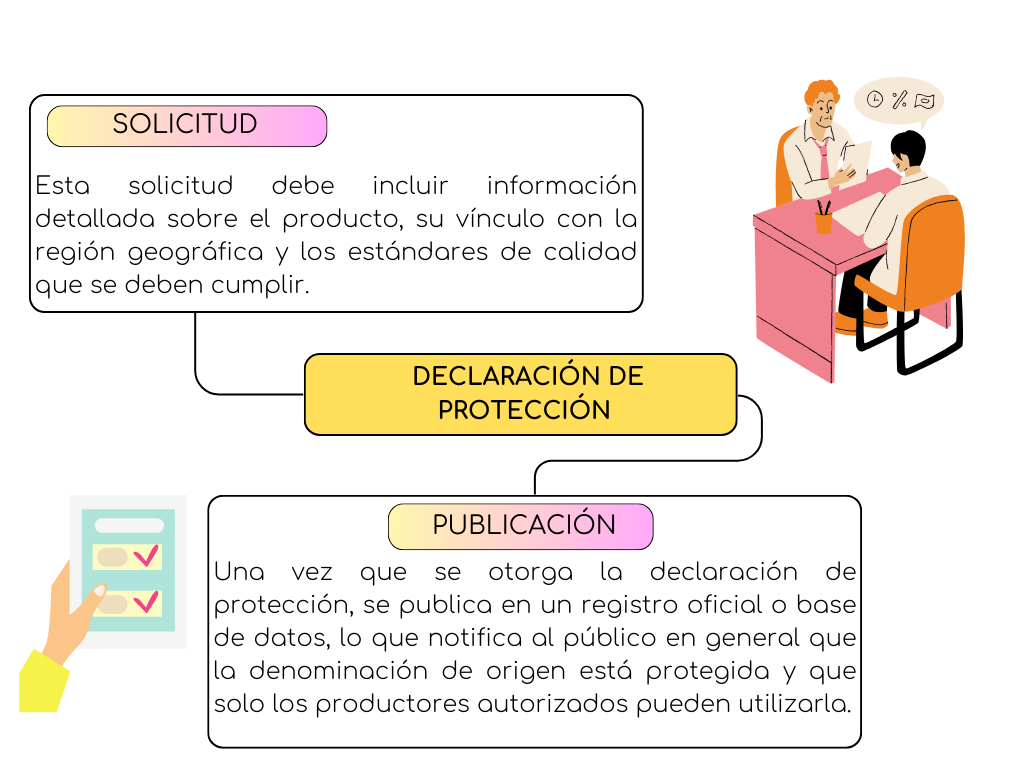 SOLICITUD
Esta solicitud debe incluir información
detallada sobre el producto, su vínculo con la
región geográfica y los estándares de calidad
que se deben cumplir.
DECLARACIÓN DE
PROTECCIÓN
PUBLICACIÓN
Una vez que se otorga la declaración de
protección, se publica en un registro oficial o base
de datos, lo que notifica al público en general que
la denominación de origen está protegida y que
solo los productores autorizados pueden utilizarla.